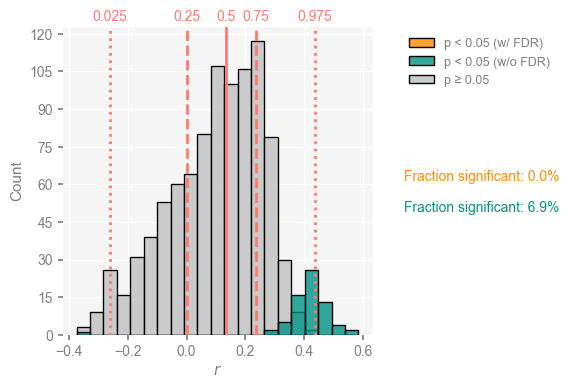 0.025 0.25 0.5 0.75 0.975
120
105
90
75
60
45
30
15
0
Count
−0.4 −0.2 0.0 0.2 0.4 0.6
r
p < 0.05 (w/ FDR)
p < 0.05 (w/o FDR)
p ≥ 0.05
Fraction significant: 0.0%
Fraction significant: 6.9%